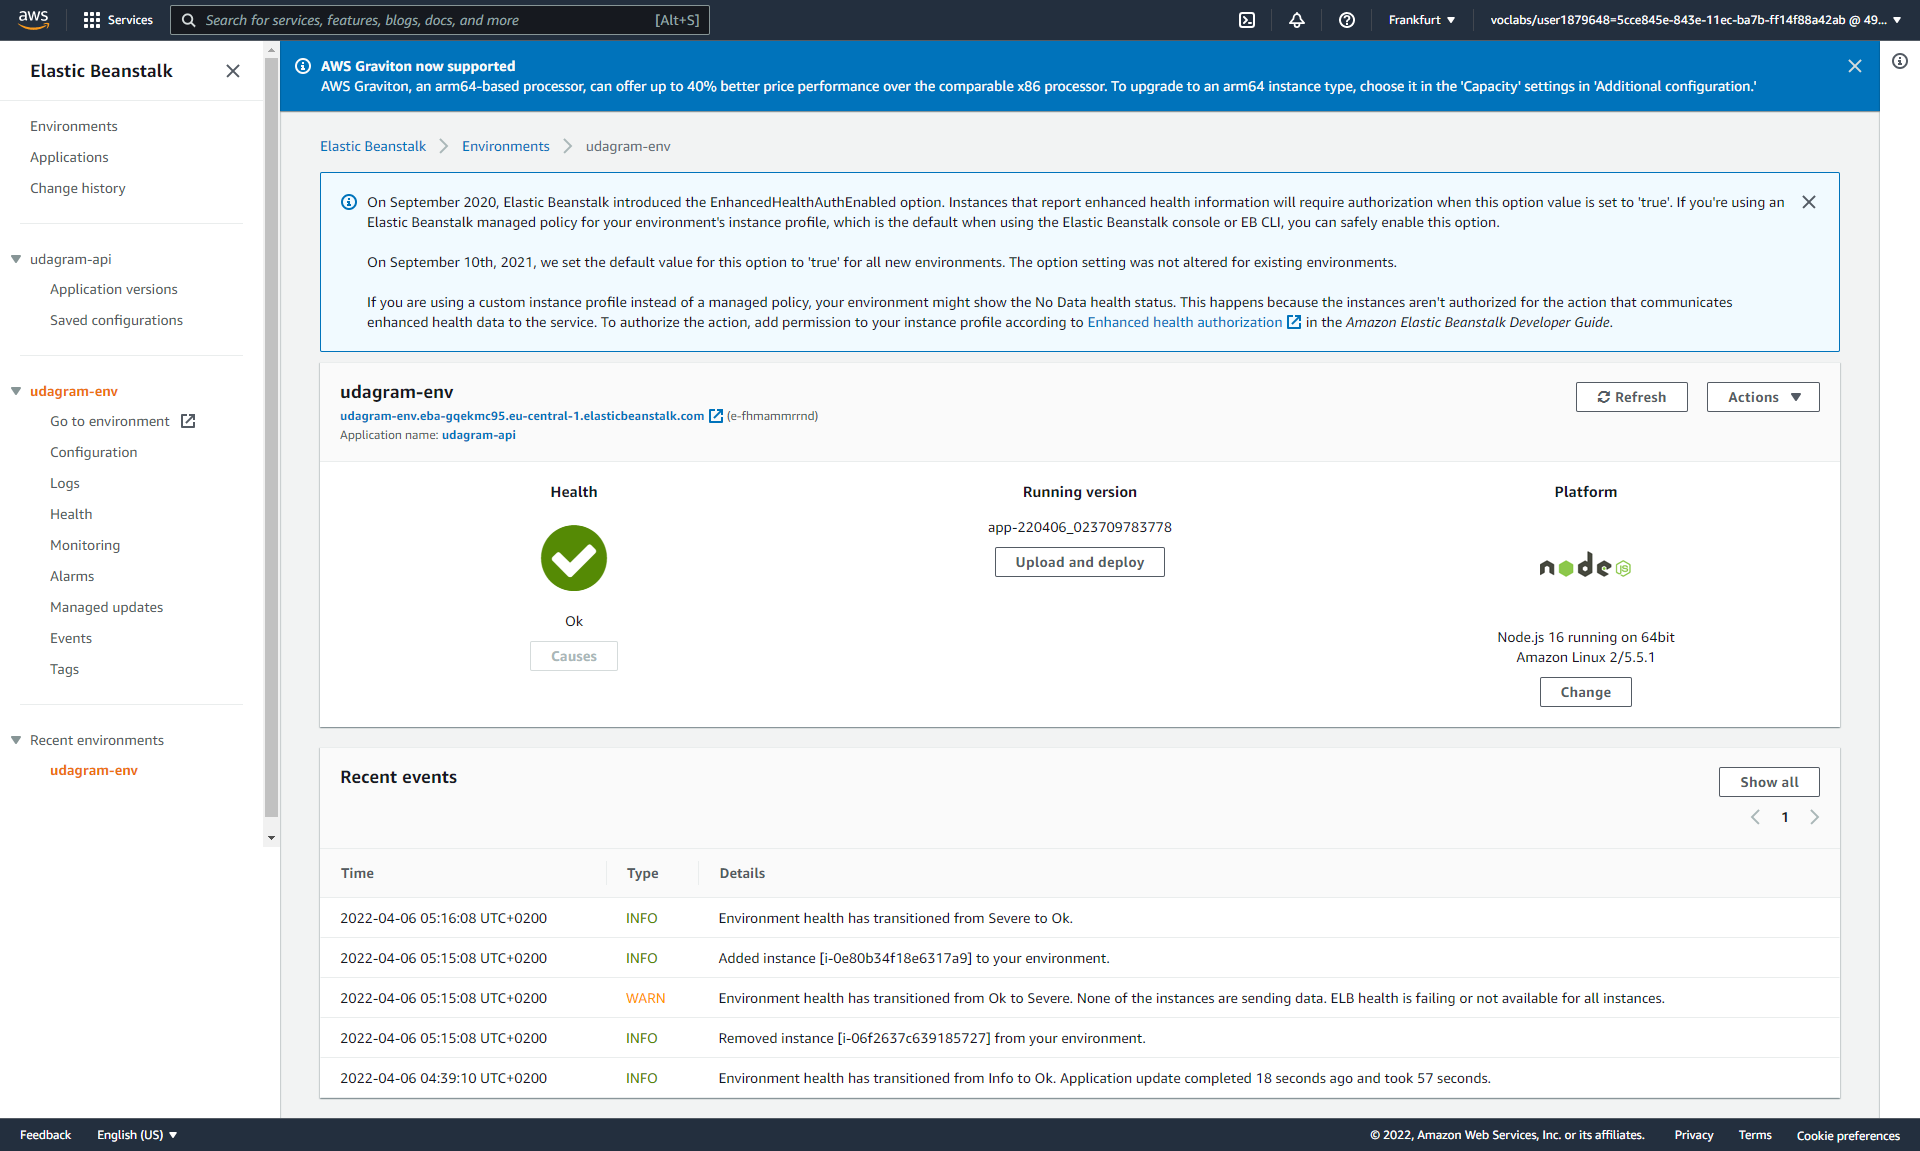 aws
Services
Search for services, features, blogs, docs, and more
[Alt+S]
Frankfurt
voclabs/user1879648=5cce845e-843e-11ec-ba7b-ff14f88a42ab @ 49...
Elastic Beanstalk
Environments
Applications
Change history
udagram-api
Application versions
Saved configurations
udagram-env
Go to environment
Configuration
Logs
Health
Monitoring
Alarms
Managed updates
Events
Tags
Recent environments
udagram-env
AWS Graviton now supported
AWS Graviton, an arm64-based processor, can offer up to 40% better price performance over the comparable x86 processor. To upgrade to an arm64 instance type, choose it in the 'Capacity' settings in 'Additional configuration.'
Elastic Beanstalk
Environments
udagram-env
On September 2020, Elastic Beanstalk introduced the EnhancedHealthAuthEnabled option. Instances that report enhanced health information will require authorization when this option value is set to 'true'. If you're using an
Elastic Beanstalk managed policy for your environment's instance profile, which is the default when using the Elastic Beanstalk console or EB CLI, you can safely enable this option.
On September 10th, 2021, we set the default value for this option to 'true' for all new environments. The option setting was not altered for existing environments.
If you are using a custom instance profile instead of a managed policy, your environment might show the No Data health status. This happens because the instances aren't authorized for the action that communicates
enhanced health data to the service. To authorize the action, add permission to your instance profile according to Enhanced health authorization in the Amazon Elastic Beanstalk Developer Guide.
udagram-env
udagram-env.eba-gqekmc95.eu-central-1.elasticbeanstalk.com (e-fhmammrrnd)
Application name: udagram-api
Refresh
Actions
Health
Ok
Causes
Running version
app-220406_023709783778
Upload and deploy
Platform
node JS
Node.js 16 running on 64bit
Amazon Linux 2/5.5.1
Change
Recent events
Show all
1
Time Type Details
2022-04-06 05:16:08 UTC+0200 INFO Environment health has transitioned from Severe to Ok.
2022-04-06 05:15:08 UTC+0200 INFO Added instance [i-0e80b34f18e6317a9] to your environment.
2022-04-06 05:15:08 UTC+0200 WARN Environment health has transitioned from Ok to Severe. None of the instances are sending data. ELB health is failing or not available for all instances.
2022-04-06 05:15:08 UTC+0200 INFO Removed instance [i-06f2637c639185727] from your environment.
2022-04-06 04:39:10 UTC+0200 INFO Environment health has transitioned from Info to Ok. Application update completed 18 seconds ago and took 57 seconds.
Feedback
English (US)
© 2022, Amazon Web Services, Inc. or its affiliates.
Privacy
Terms
Cookie preferences